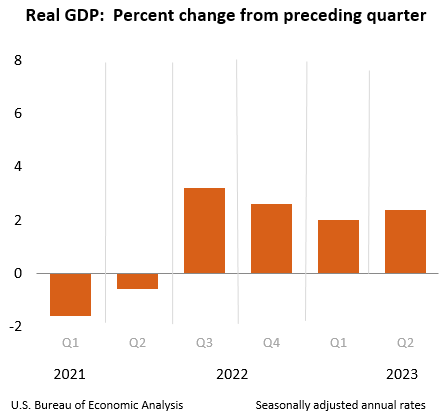 Real GDP: Percent change from preceding quarter
8
6
4
2
0
-2
Q1 Q2 Q3 Q4 Q1 Q2
2021 2022 2023
U.S. Bureau of Economic Analysis Seasonally adjusted annual rates